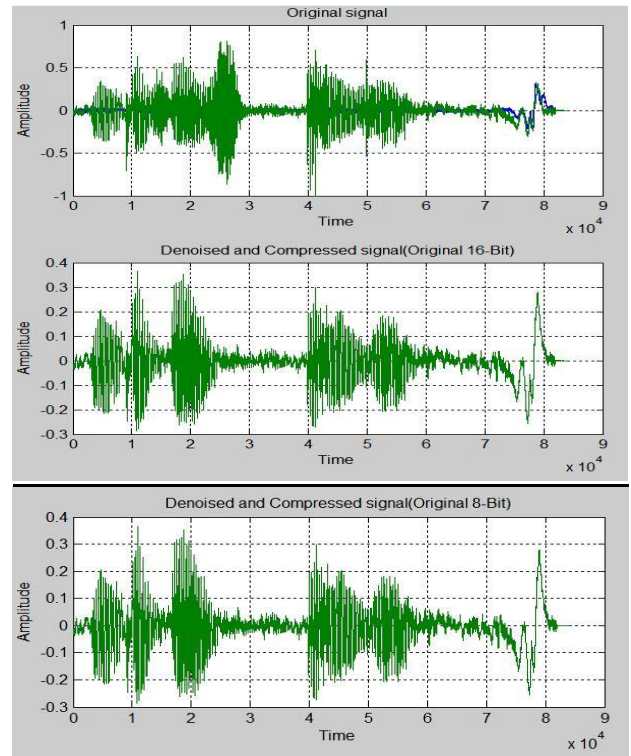 Original signal
1
0.5
0
-0.5
-1
Amplitude
0 1 2 3 4 5 6 7 8 9
Time
x 10^4
Denoised and Compressed signal(Original 16-Bit)
0.4
0.3
0.2
0.1
0
-0.1
-0.2
-0.3
Amplitude
0 1 2 3 4 5 6 7 8 9
Time
x 10^4
Denoised and Compressed signal(Original 8-Bit)
0.4
0.3
0.2
0.1
0
-0.1
-0.2
-0.3
Amplitude
0 1 2 3 4 5 6 7 8 9
Time
x 10^4